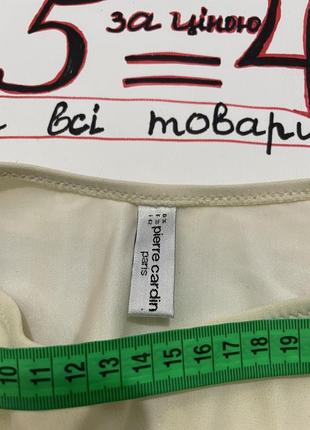 за ціною
5=4
всі товари
pierre cardin
paris
10 11 12 13 14 15 16 17 18 19